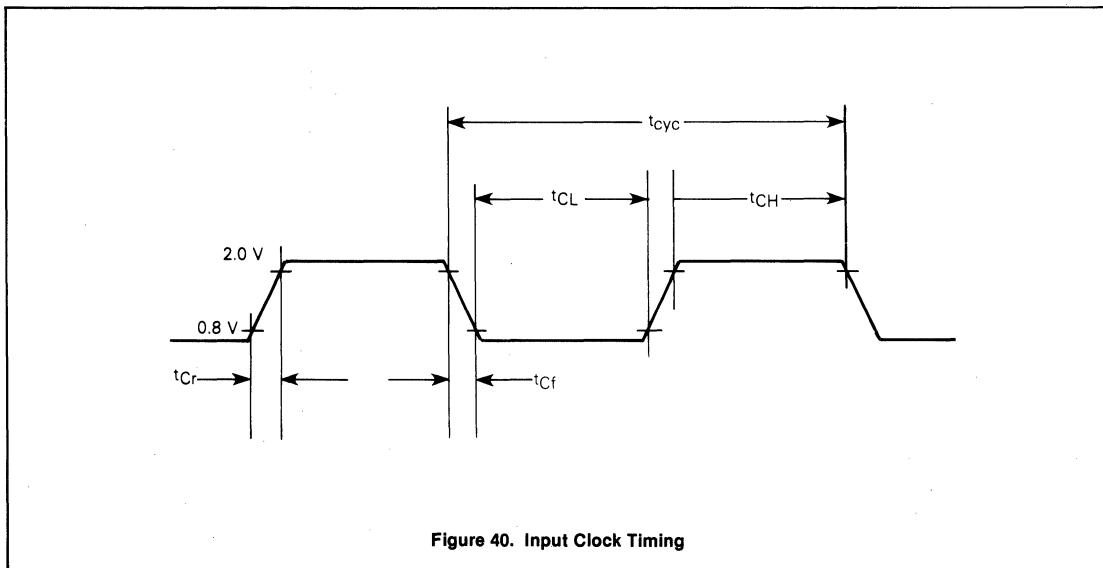 tcyc
tCL
tCH
2.0 V
0.8 V
tCr
tCf
Figure 40. Input Clock Timing